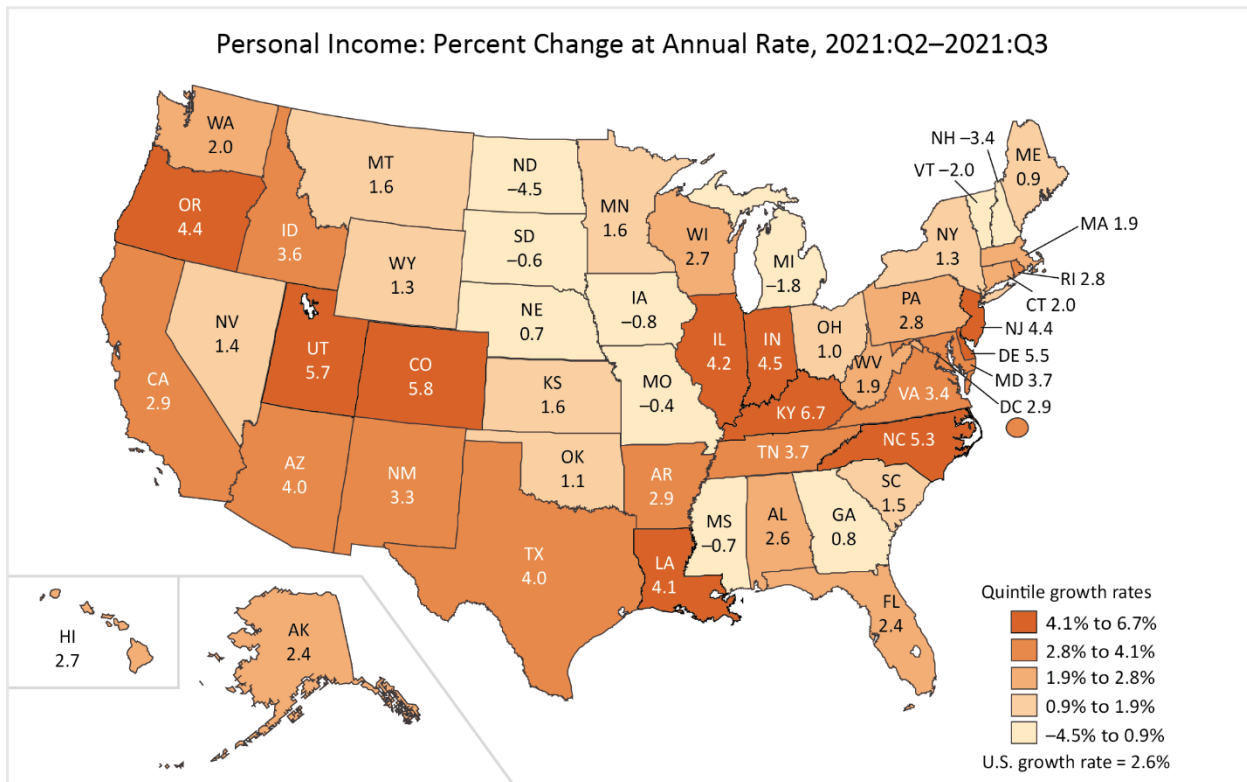 Personal Income: Percent Change at Annual Rate, 2021:Q2–2021:Q3
WA
2.0
OR
4.4
ID
3.6
MT
1.6
WY
1.3
ND
–4.5
SD
–0.6
NE
0.7
MN
1.6
IA
–0.8
WI
2.7
MI
–1.8
NH –3.4
VT –2.0
ME
0.9
NY
1.3
MA 1.9
RI 2.8
CT 2.0
PA
2.8
NJ 4.4
DE 5.5
MD 3.7
DC 2.9
CA
2.9
NV
1.4
UT
5.7
CO
5.8
KS
1.6
MO
–0.4
IL
4.2
IN
4.5
OH
1.0
WV
1.9
VA 3.4
KY 6.7
AZ
4.0
NM
3.3
OK
1.1
AR
2.9
TN 3.7
NC 5.3
SC
1.5
TX
4.0
LA
4.1
MS
–0.7
AL
2.6
GA
0.8
FL
2.4
HI
2.7
AK
2.4
Quintile growth rates
4.1% to 6.7%
2.8% to 4.1%
1.9% to 2.8%
0.9% to 1.9%
–4.5% to 0.9%
U.S. growth rate = 2.6%